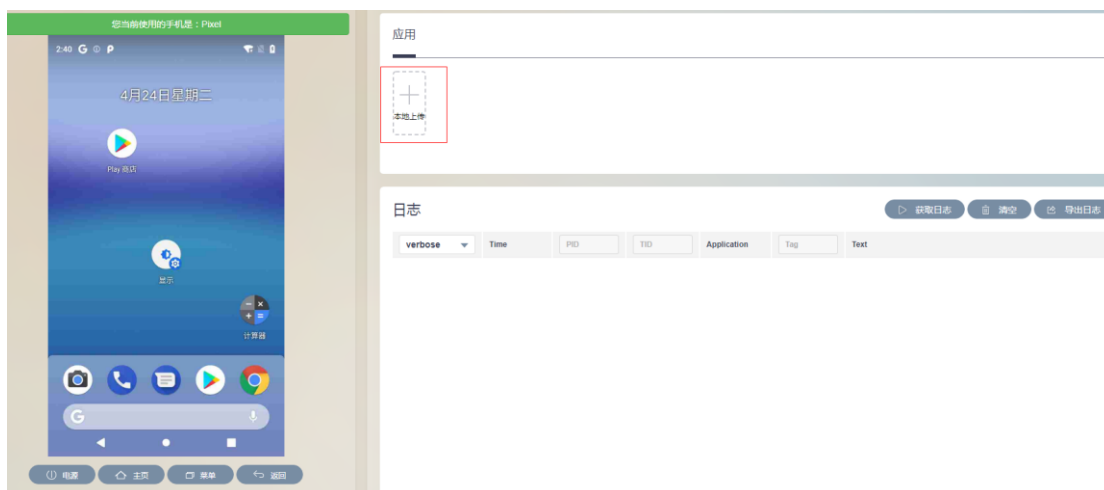 您当前使用的手机是：Pixel
2:40 G P
4月24日星期二
Play 商店
显示
计算器
G
电源 主页 菜单 返回
应用
本地上传
日志
获取日志 清空 导出日志
verbose Time PID TID Application Tag Text